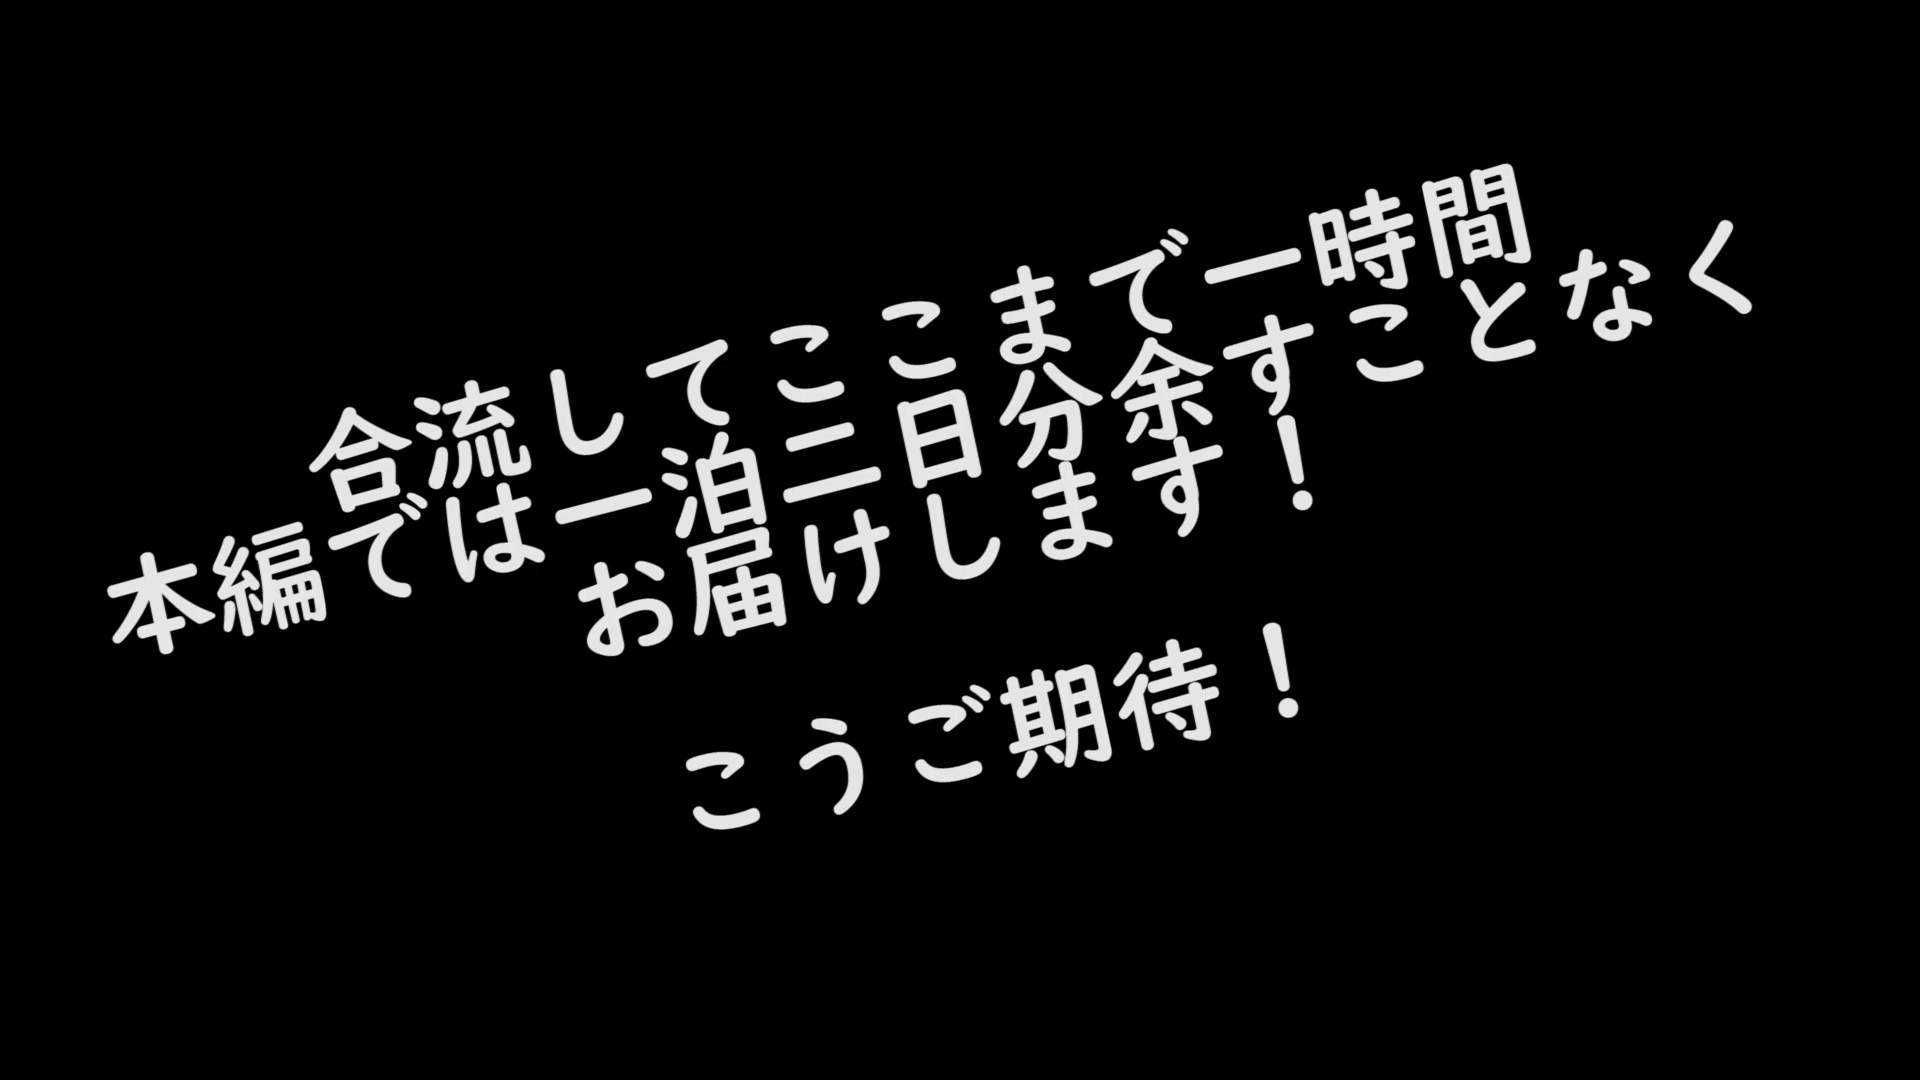 合流してここまで一時間
本編では一泊二日分余すことなく
お届けします！
こうご期待！